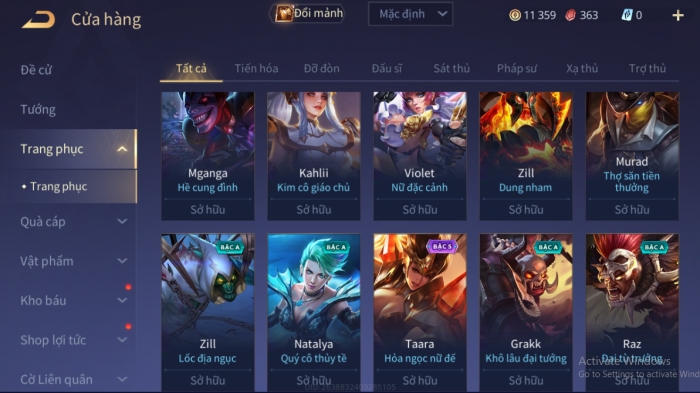 Cửa hàng
Đổi mảnh
Mặc định
11 359
363
0
Đề cử
Tướng
Trang phục
• Trang phục
Quà cáp
Vật phẩm
Kho báu
Shop lợi tức
Cờ Liên quân
Tất cả
Tiến hóa
Đỡ đòn
Đấu sĩ
Sát thủ
Pháp sư
Xạ thủ
Trợ thủ
Mganga
Hề cung đình
Sở hữu
Kahlii
Kim cô giáo chủ
Sở hữu
Violet
Nữ đặc cảnh
Sở hữu
Zill
Dung nham
Sở hữu
Murad
Thợ săn tiền
thưởng
Sở hữu
BẬC A
Zill
Lốc địa ngục
Sở hữu
BẬC A
Natalya
Quý cô thủy tề
Sở hữu
BẬC S
Taara
Hỏa ngọc nữ đế
Sở hữu
BẬC A
Grakk
Khô lâu đại tướng
Sở hữu
BẬC A
Raz
Đại tù trưởng
Sở hữu
Activate Windows
Go to Settings to activate Wind